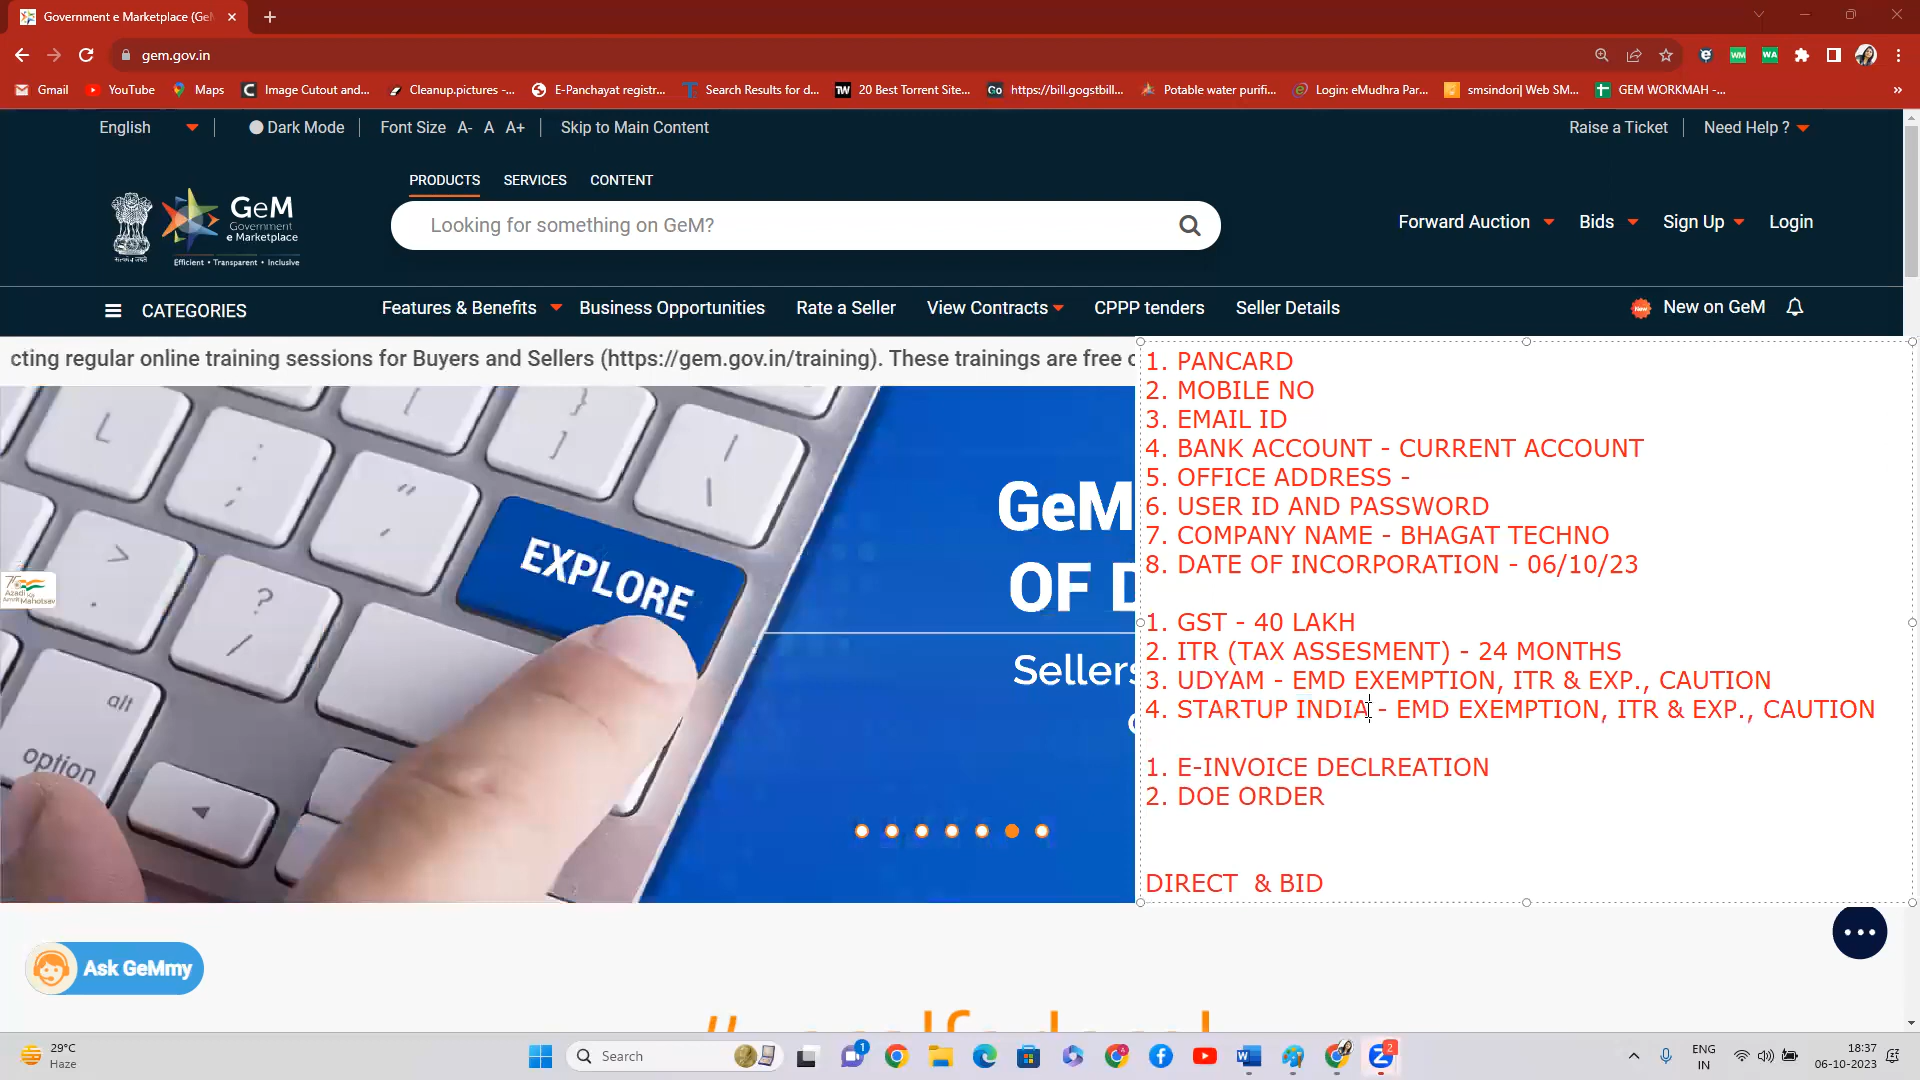 Government e Marketplace (GeM
gem.gov.in
Gmail YouTube Maps Image Cutout and... Cleanup.pictures -... E-Panchayat registr... Search Results for d... 20 Best Torrent Site... https://bill.gogstbill... Potable water purifi... Login: eMudhra Par... smsindori| Web SM... GEM WORKMAH -... »
English Dark Mode Font Size A- A A+ Skip to Main Content Raise a Ticket Need Help ?
PRODUCTS SERVICES CONTENT
GeM
Government
e Marketplace
Efficient • Transparent • Inclusive
Looking for something on GeM?
Forward Auction Bids Sign Up Login
CATEGORIES Features & Benefits Business Opportunities Rate a Seller View Contracts CPPP tenders Seller Details New on GeM
cting regular online training sessions for Buyers and Sellers (https://gem.gov.in/training). These trainings are free
1. PANCARD
2. MOBILE NO
3. EMAIL ID
4. BANK ACCOUNT - CURRENT ACCOUNT
5. OFFICE ADDRESS -
6. USER ID AND PASSWORD
7. COMPANY NAME - BHAGAT TECHNO
8. DATE OF INCORPORATION - 06/10/23
1. GST - 40 LAKH
2. ITR (TAX ASSESMENT) - 24 MONTHS
3. UDYAM - EMD EXEMPTION, ITR & EXP., CAUTION
4. STARTUP INDIA - EMD EXEMPTION, ITR & EXP., CAUTION
1. E-INVOICE DECLREATION
2. DOE ORDER
DIRECT & BID
GeM
OF
Sellers
EXPLORE
alt
option
Azadi Ka
Amrit Mahotsav
Ask GeMmy
29°C
Haze
Search
ENG
IN
18:37
06-10-2023